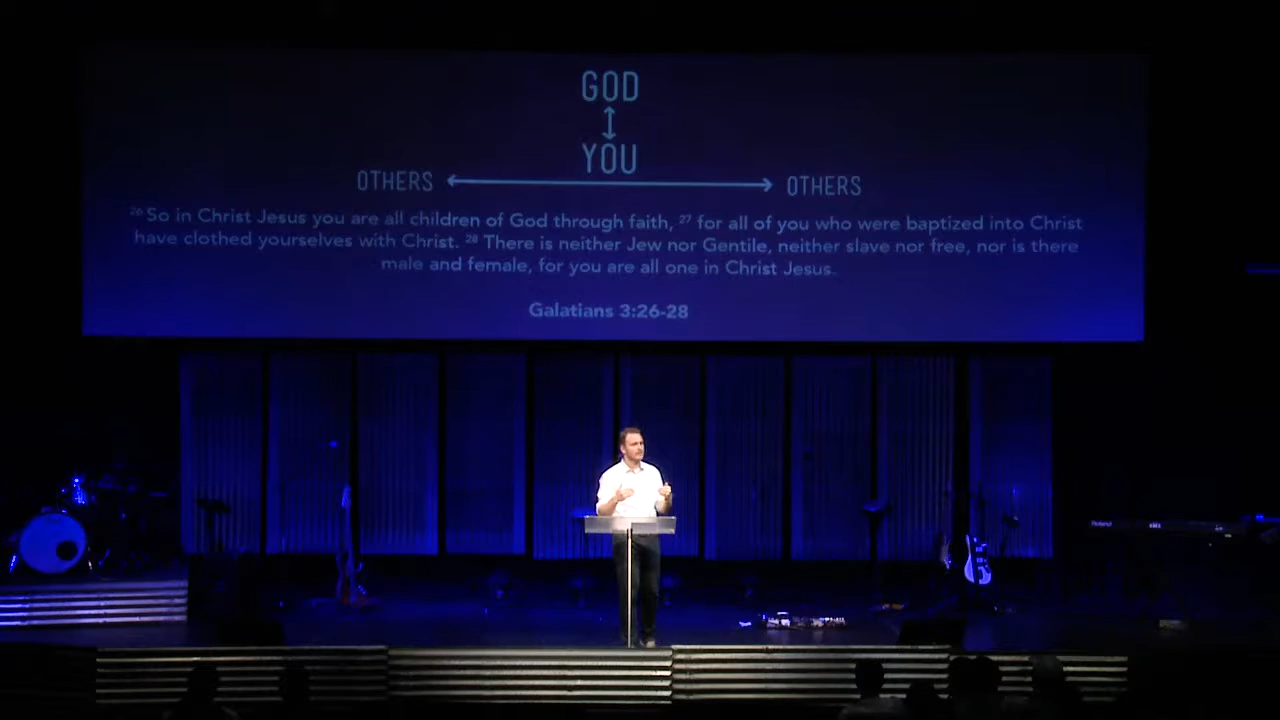 GOD
YOU
OTHERS OTHERS
26 So in Christ Jesus you are all children of God through faith, 27 for all of you who were baptized into Christ
have clothed yourselves with Christ. 28 There is neither Jew nor Gentile, neither slave nor free, nor is there
male and female, for you are all one in Christ Jesus.
Galatians 3:26-28
Roland